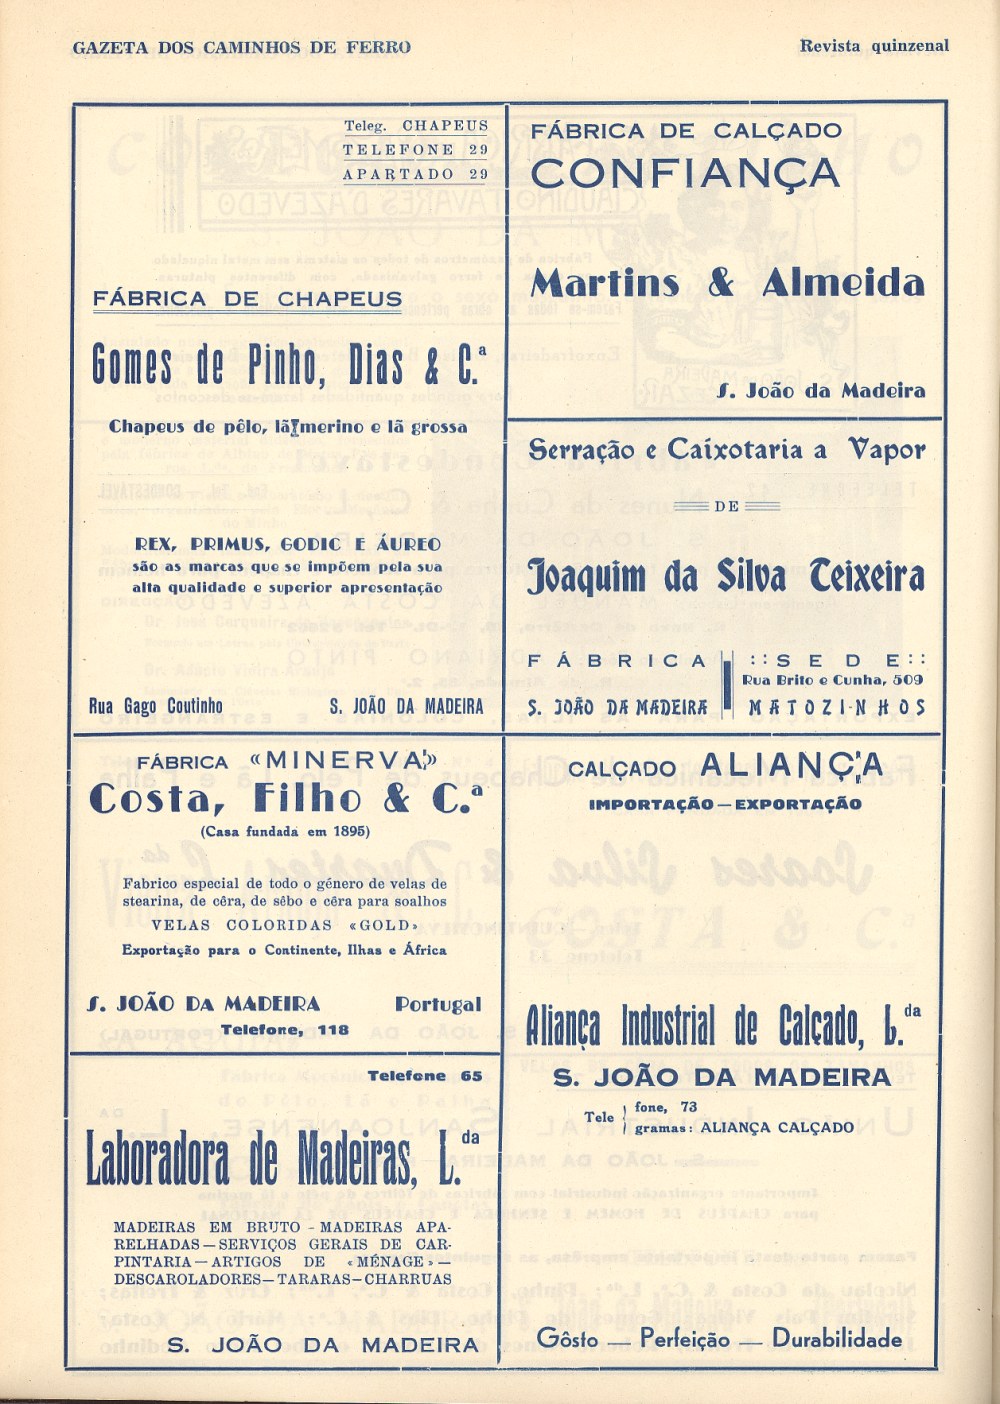 GAZETA DOS CAMINHOS DE FERRO
Revista quinzenal
Teleg. CHAPEUS
TELEFONE 29
APARTADO 29
FÁBRICA DE CHAPEUS
Gomes de Pinho, Dias & C.ª
Chapeus de pêlo, lã merino e lã grossa
REX, PRIMUS, GODIC E ÁUREO
são as marcas que se impõem pela sua
alta qualidade e superior apresentação
Rua Gago Coutinho S. JOÃO DA MADEIRA
FÁBRICA DE CALÇADO
CONFIANÇA
Martins & Almeida
S. João da Madeira
Serração e Caixotaria a Vapor
DE
Joaquim da Silva Teixeira
FÁBRICA
S. JOÃO DA MADEIRA
::SEDE::
Rua Brito e Cunha, 509
MATOZINHOS
FÁBRICA «MINERVA»
Costa, Filho & C.ª
(Casa fundada em 1895)
Fabrico especial de todo o género de velas de
stearina, de cêra, de sêbo e cêra para soalhos
VELAS COLORIDAS «GOLD»
Exportação para o Continente, Ilhas e África
S. JOÃO DA MADEIRA Portugal
Telefone, 118
Telefone 65
Laboradora de Madeiras, L.da
MADEIRAS EM BRUTO - MADEIRAS APA-
RELHADAS — SERVIÇOS GERAIS DE CAR-
PINTARIA — ARTIGOS DE «MÉNAGE» —
DESCAROLADORES — TARARAS — CHARRUAS
S. JOÃO DA MADEIRA
CALÇADO ALIANÇA
IMPORTAÇÃO — EXPORTAÇÃO
Aliança Industrial de Calçado, L.da
S. JOÃO DA MADEIRA
Tele fone, 73
gramas: ALIANÇA CALÇADO
Gôsto — Perfeição — Durabilidade